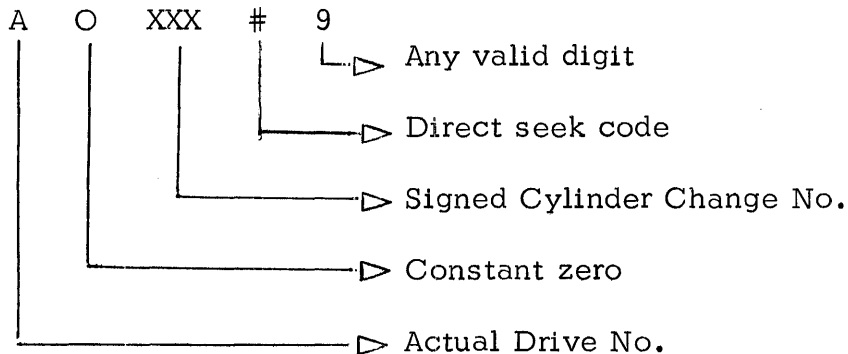 A O XXX # 9
Any valid digit
Direct seek code
Signed Cylinder Change No.
Constant zero
Actual Drive No.